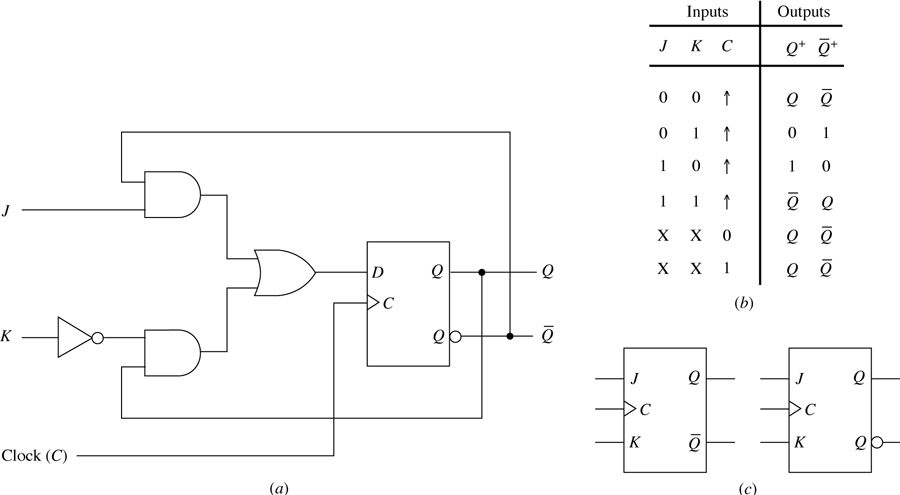 Inputs Outputs
J K C Q⁺ Q̅⁺
0 0 ↑ Q Q̅
0 1 ↑ 0 1
1 0 ↑ 1 0
1 1 ↑ Q̅ Q
X X 0 Q Q̅
X X 1 Q Q̅
(b)
J
K
Clock (C)
D Q
C
Q
Q
Q̅
(a)
J Q
C
K Q̅
J Q
C
K Q
(c)